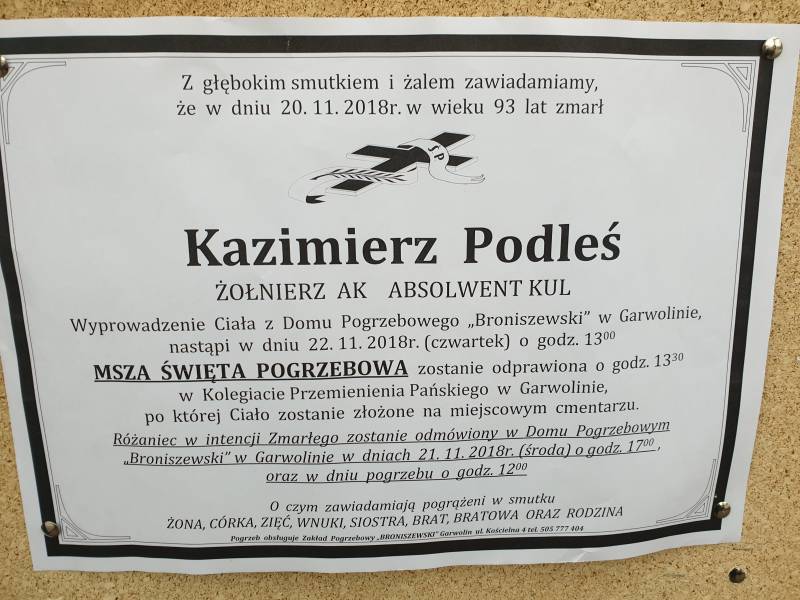 Z głębokim smutkiem i żalem zawiadamiamy,
że w dniu 20. 11. 2018r. w wieku 93 lat zmarł
Ś P
Kazimierz Podleś
ŻOŁNIERZ AK ABSOLWENT KUL
Wyprowadzenie Ciała z Domu Pogrzebowego „Broniszewski” w Garwolinie,
nastąpi w dniu 22. 11. 2018r. (czwartek) o godz. 13⁰⁰
MSZA ŚWIĘTA POGRZEBOWA zostanie odprawiona o godz. 13³⁰
w Kolegiacie Przemienienia Pańskiego w Garwolinie,
po której Ciało zostanie złożone na miejscowym cmentarzu.
Różaniec w intencji Zmarłego zostanie odmówiony w Domu Pogrzebowym
„Broniszewski” w Garwolinie w dniach 21. 11. 2018r. (środa) o godz. 17⁰⁰ ,
oraz w dniu pogrzebu o godz. 12⁰⁰
O czym zawiadamiają pogrążeni w smutku
ŻONA, CÓRKA, ZIĘĆ, WNUKI, SIOSTRA, BRAT, BRATOWA ORAZ RODZINA
Pogrzeb obsługuje Zakład Pogrzebowy „BRONISZEWSKI” Garwolin ul. Kościelna 4 tel. 505 777 404